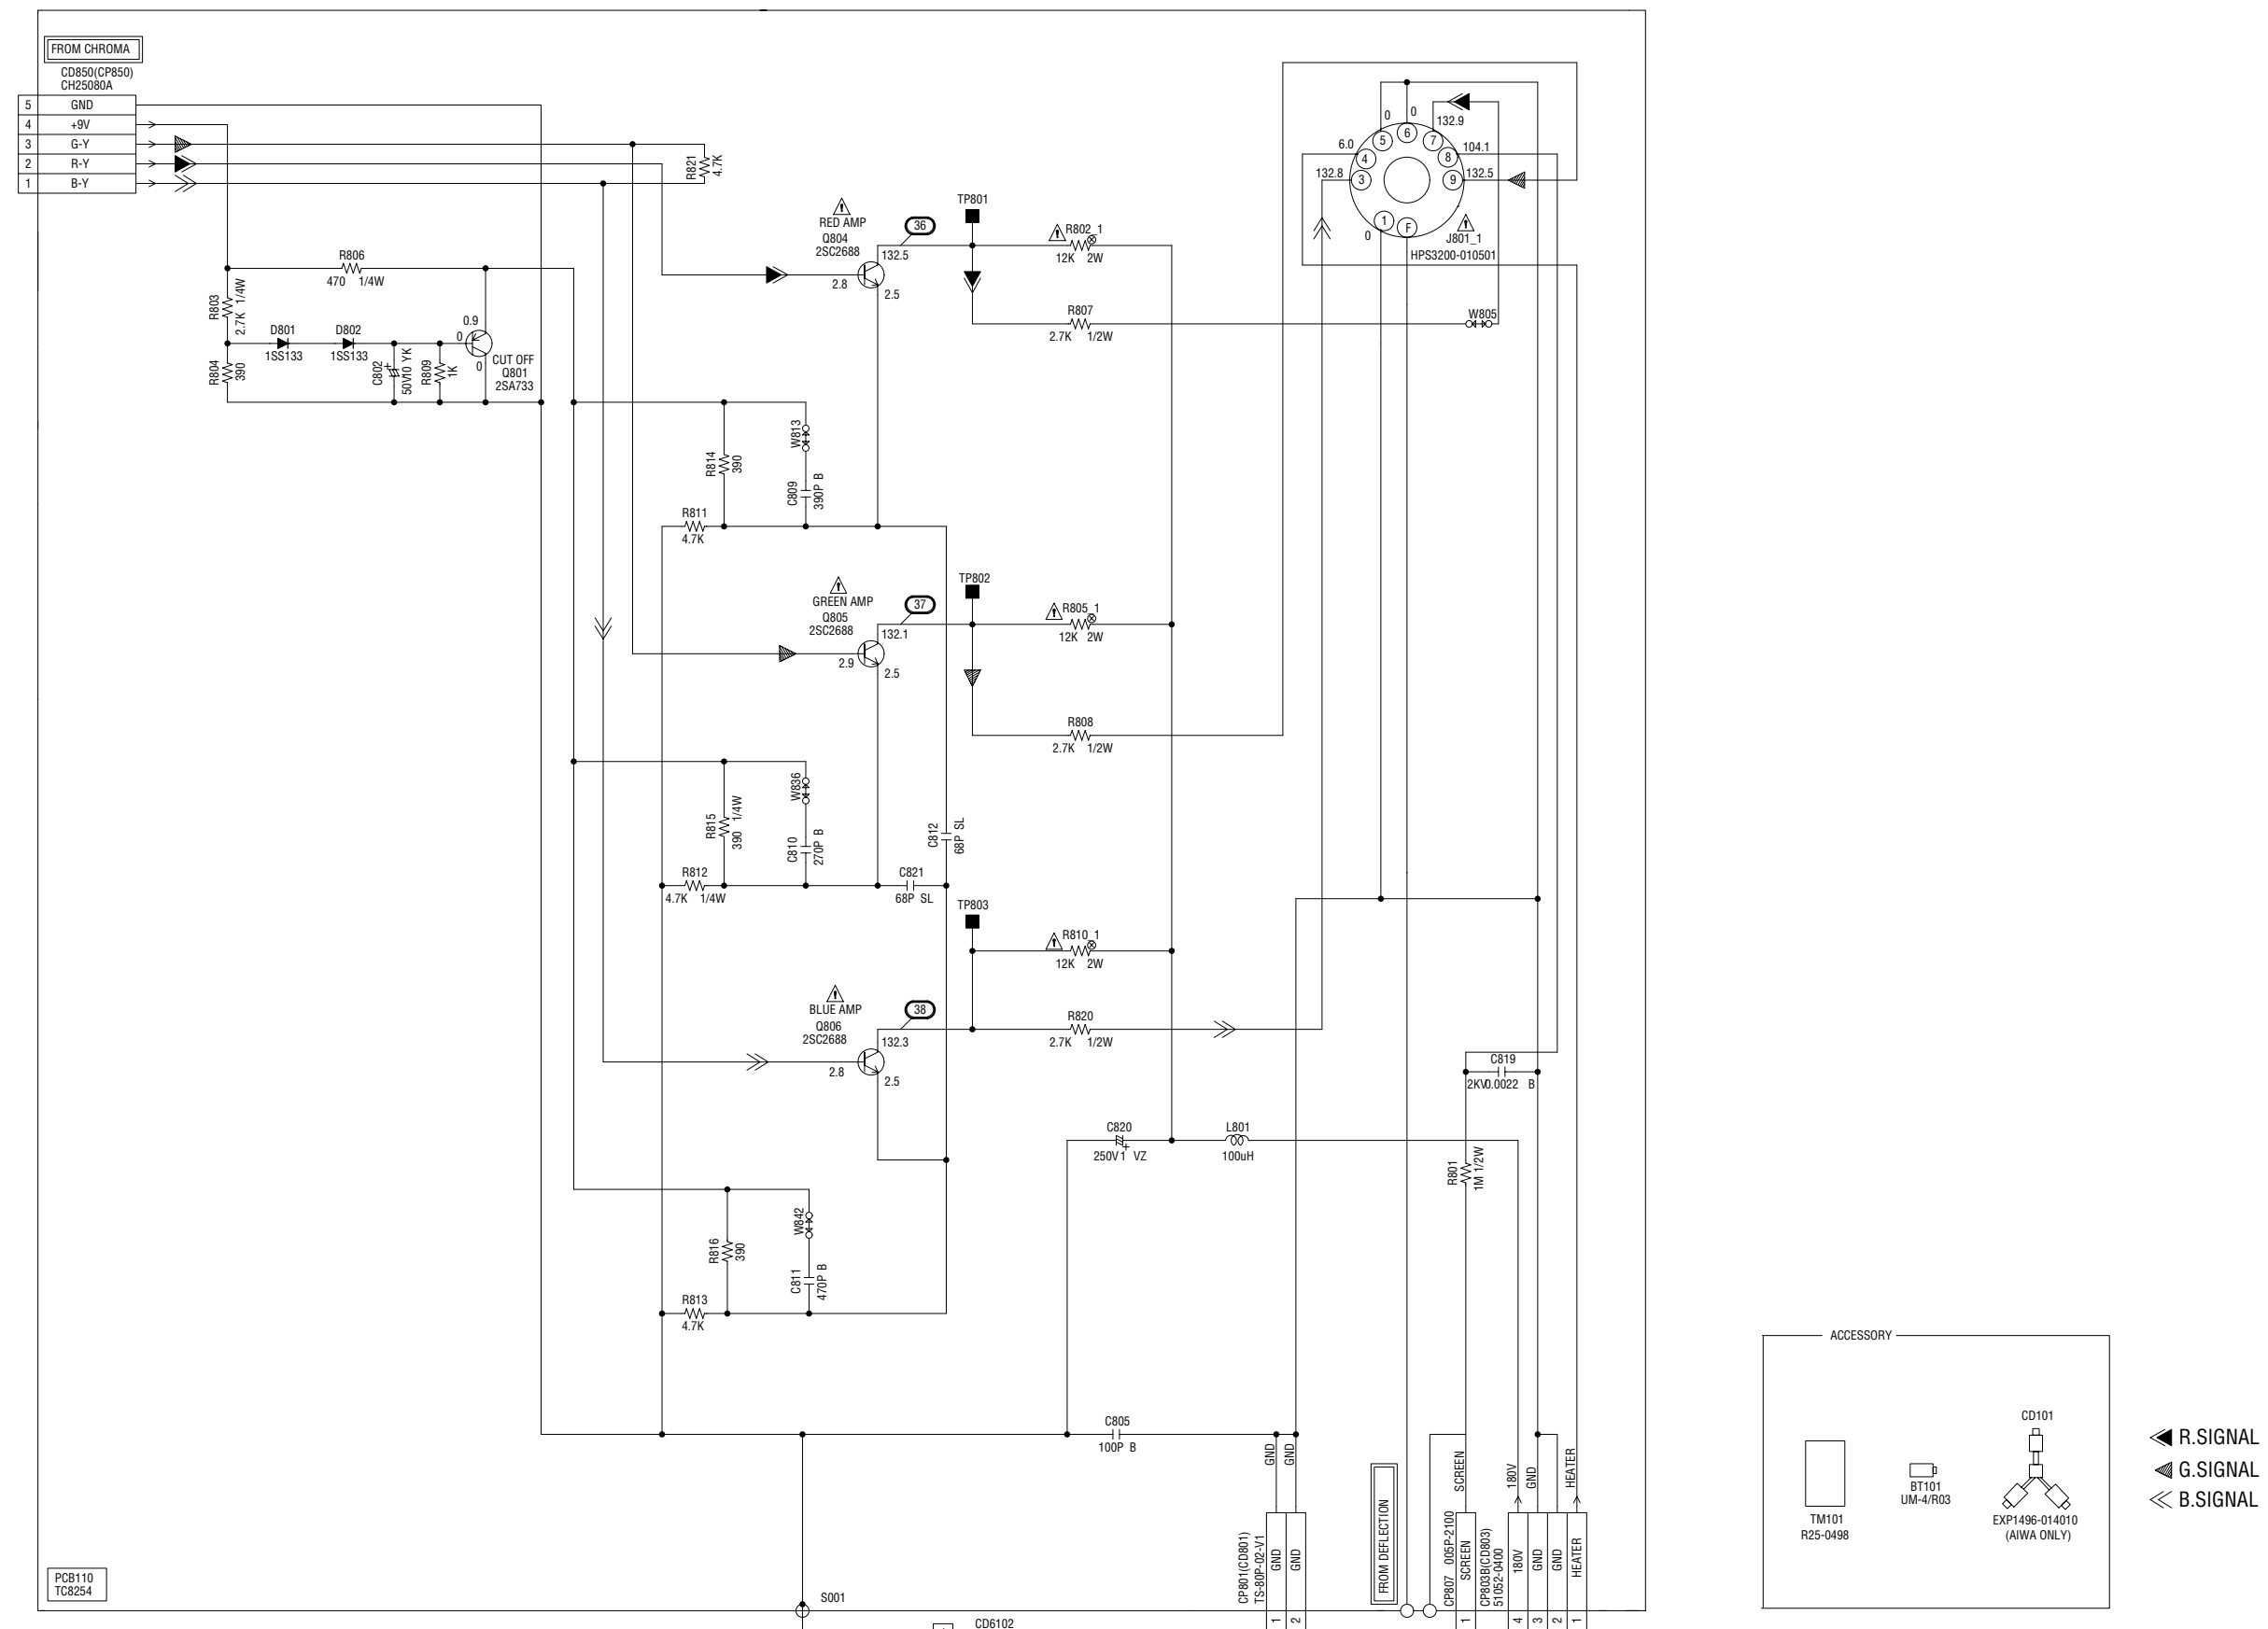 FROM CHROMA
CD850(CP850)
CH25080A
5 GND
4 +9V
3 G-Y
2 R-Y
1 B-Y
R821
4.7K
R806
470 1/4W
R803
2.7K 1/4W
R804
390
D801
1SS133
D802
1SS133
C802
+
50V10 YK
R809
1K
0.9
0
0
CUT OFF
Q801
2SA733
RED AMP
Q804
2SC2688
36
132.5
2.8
2.5
TP801
R802_1
12K 2W
R807
2.7K 1/2W
W805
0
0
132.9
6.0
104.1
132.8
132.5
0
5
6
7
4
8
3
9
1
F
J801_1
HPS3200-010501
R814
390
W813
C809
390P B
R811
4.7K
GREEN AMP
Q805
2SC2688
37
132.1
2.9
2.5
TP802
R805_1
12K 2W
R808
2.7K 1/2W
R815
390 1/4W
W836
C810
270P B
C812
68P SL
R812
4.7K 1/4W
C821
68P SL
TP803
R810_1
12K 2W
BLUE AMP
Q806
2SC2688
38
132.3
2.8
2.5
R820
2.7K 1/2W
C819
2KV0.0022 B
C820
+
250V1 VZ
L801
100uH
R801
1M 1/2W
R816
390
W842
C811
470P B
R813
4.7K
C805
100P B
GND
GND
SCREEN
180V
GND
HEATER
CP801(CD801)
TS-80P-02-V1
GND
GND
1
2
FROM DEFLECTION
CP807 005P-2100
SCREEN
1
CP803B(CD803)
51052-0400
180V
GND
GND
HEATER
4
3
2
1
PCB110
TC8254
S001
CD6102
ACCESSORY
TM101
R25-0498
BT101
UM-4/R03
CD101
EXP1496-014010
(AIWA ONLY)
R.SIGNAL
G.SIGNAL
B.SIGNAL